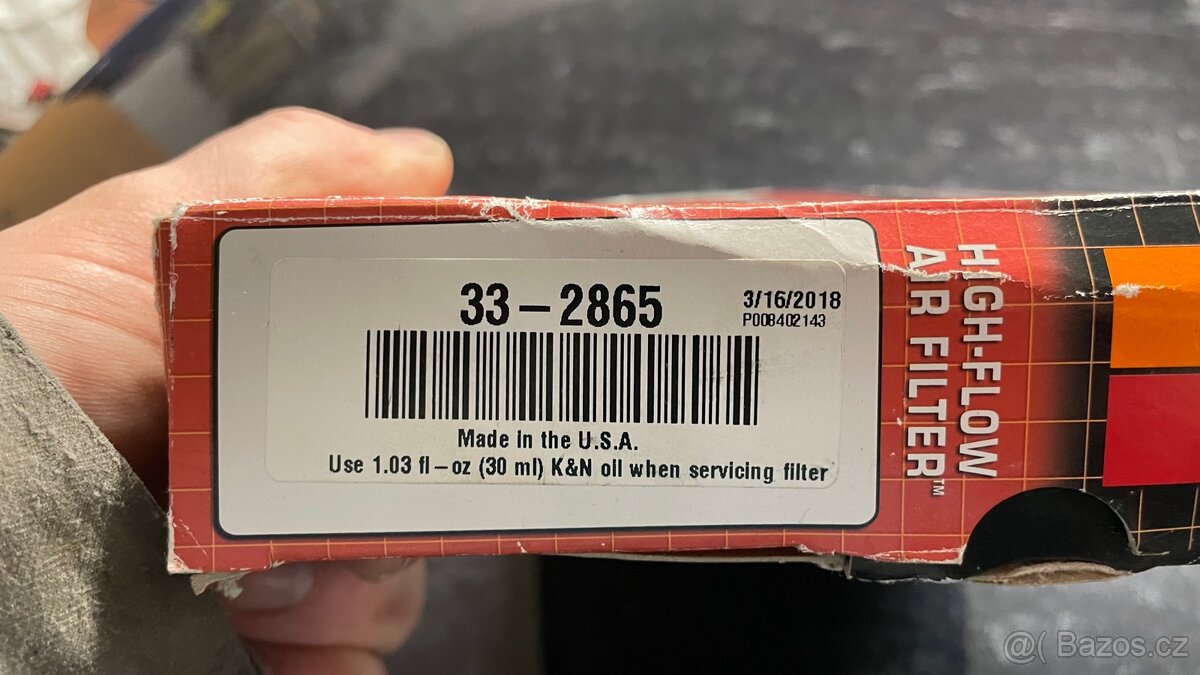 33-2865
3/16/2018
P008402143
Made in the U.S.A.
Use 1.03 fl-oz (30 ml) K&N oil when servicing filter
HIGH-FLOW
AIR FILTER™
@( Bazos.cz